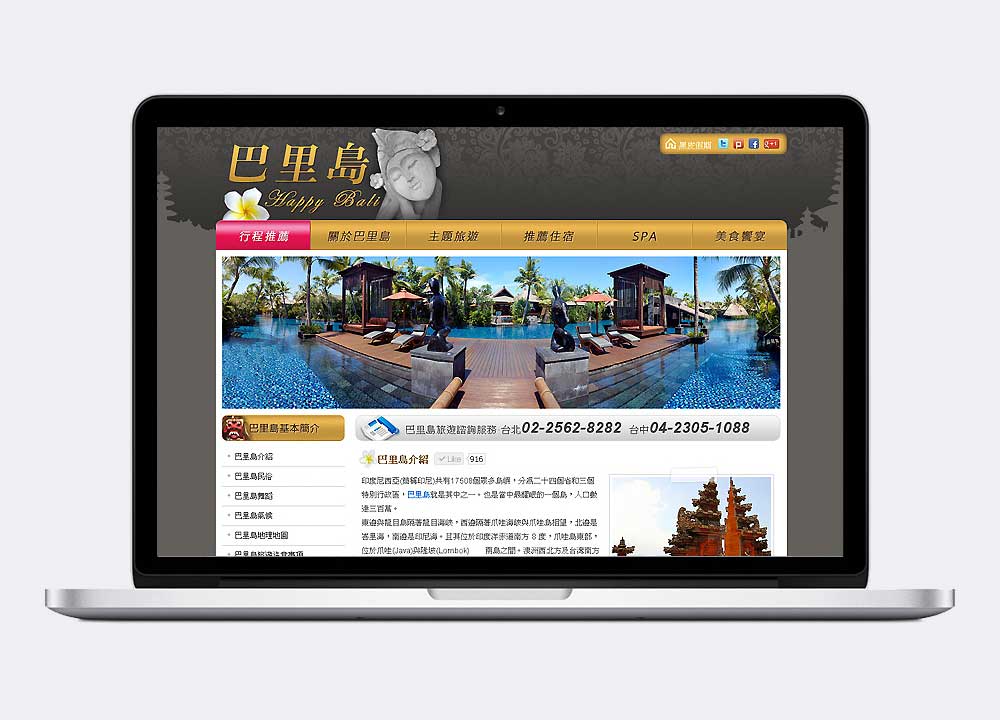 巴里島
Happy Bali
行程推薦 關於巴里島 主題旅遊 推薦住宿 SPA 美食饗宴
巴里島基本簡介
巴里島旅遊諮詢服務 台北02-2562-8282 台中04-2305-1088
巴里島介紹 Like 916
巴里島介紹
巴里島民俗
巴里島舞蹈
巴里島氣候
巴里島地理地圖
印度尼西亞(簡稱印尼)共有17508個眾多島嶼，分為二十四個省和三個
特別行政區，巴里島就是其中之一。也是當中最耀眼的一個島，人口數
達三百萬。
東邊與龍目島隔著龍目海峽，西邊隔著爪哇海峽與爪哇島相望，北邊是
峇里海，南邊是印尼海。且其位於印度洋赤道南方 8 度，爪哇島東部，
位於爪哇(Java)與隆坡(Lombok) 兩島之間。澳洲西北方及台灣南方